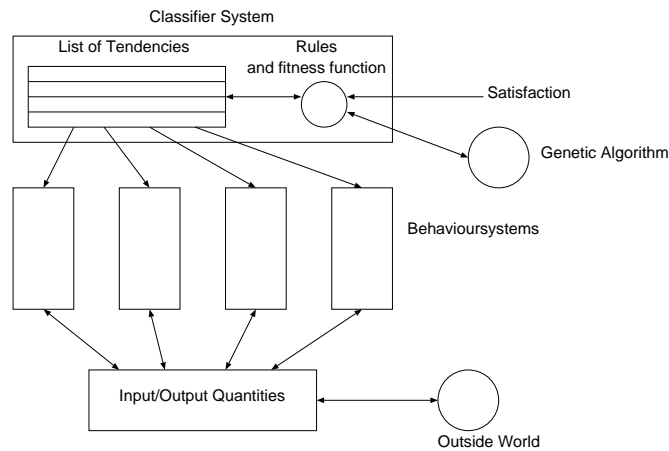 Classifier System
List of Tendencies
Rules
and fitness function
Satisfaction
Genetic Algorithm
Behavioursystems
Input/Output Quantities
Outside World